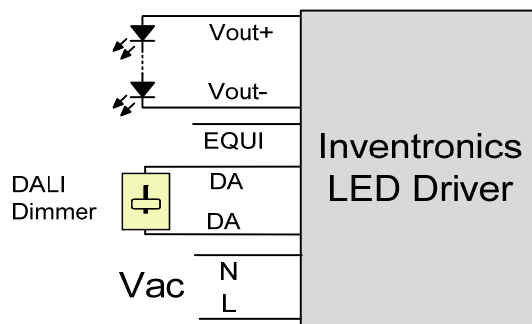 Vout+
Vout-
EQUI
DALI
Dimmer
DA
DA
Vac
N
L
Inventronics
LED Driver